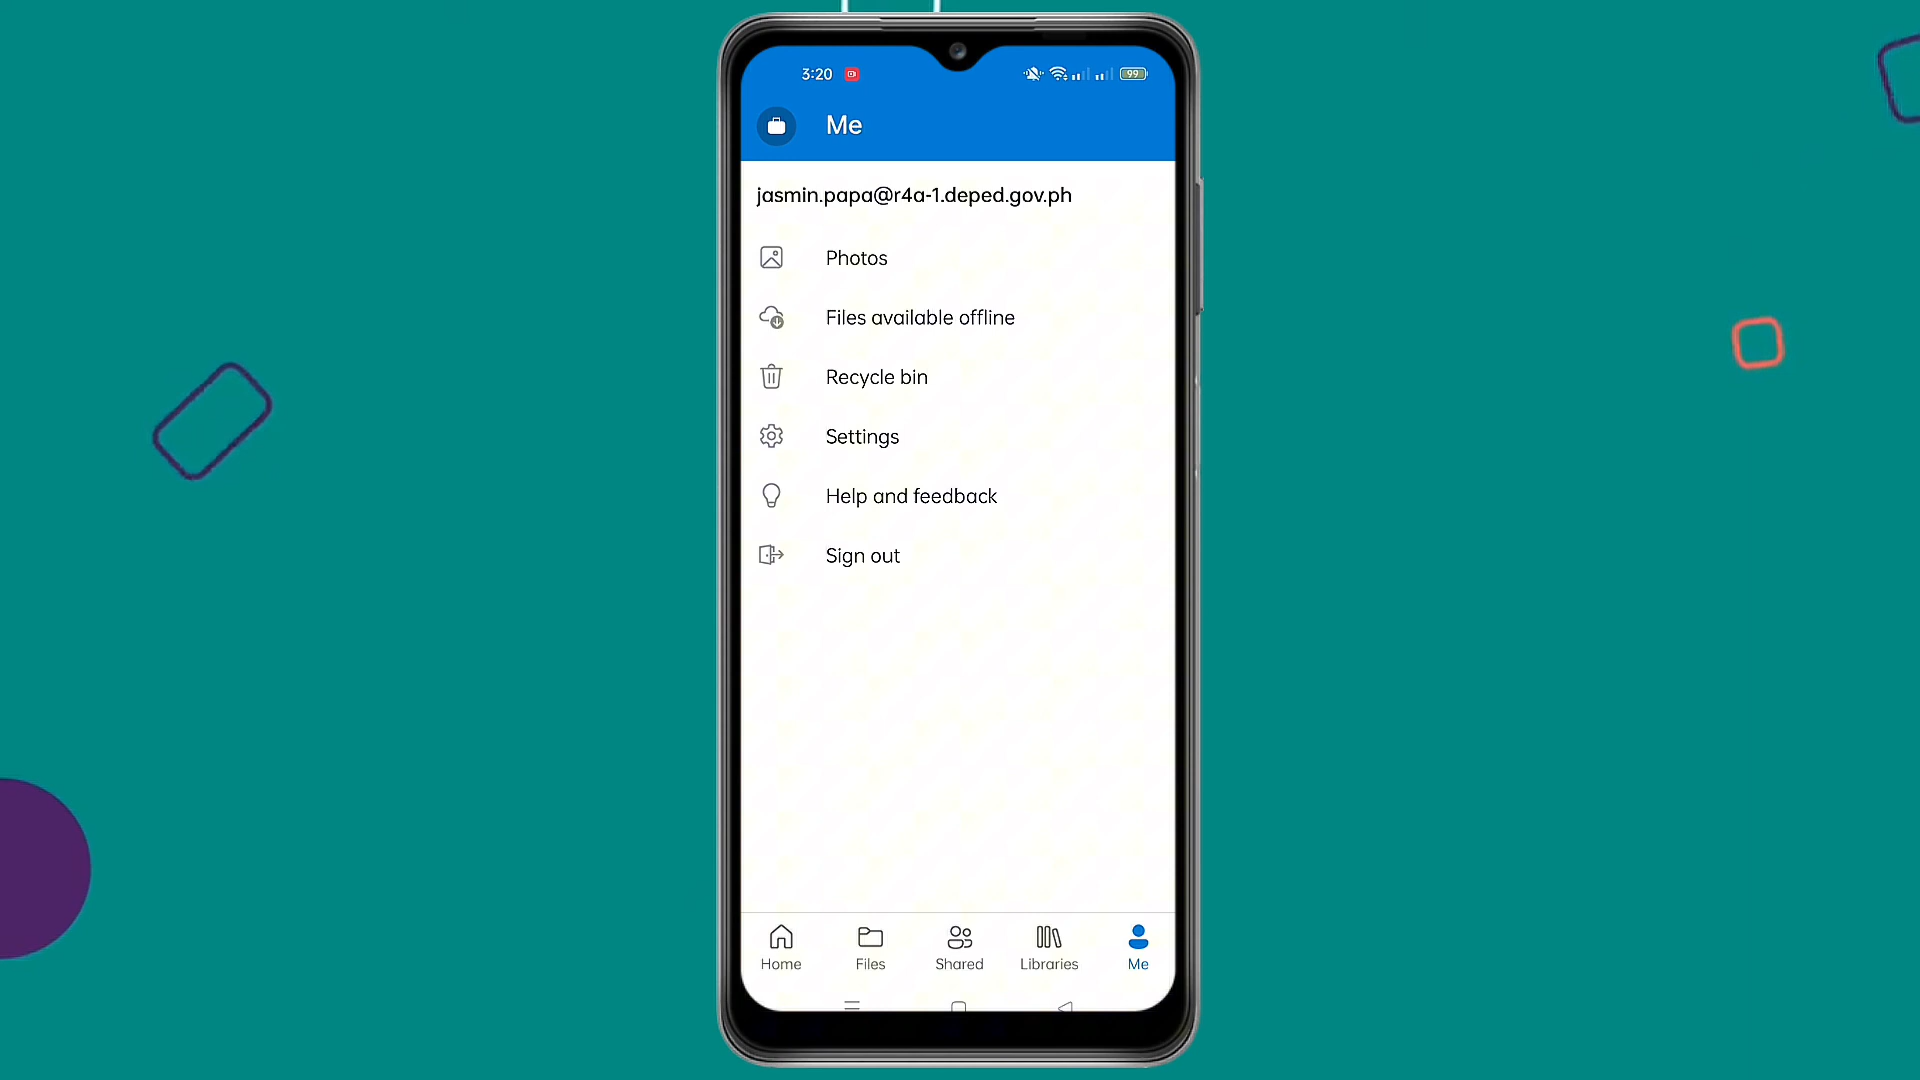 3:20
99
Me
jasmin.papa@r4a-1.deped.gov.ph
Photos
Files available offline
Recycle bin
Settings
Help and feedback
Sign out
Home
Files
Shared
Libraries
Me